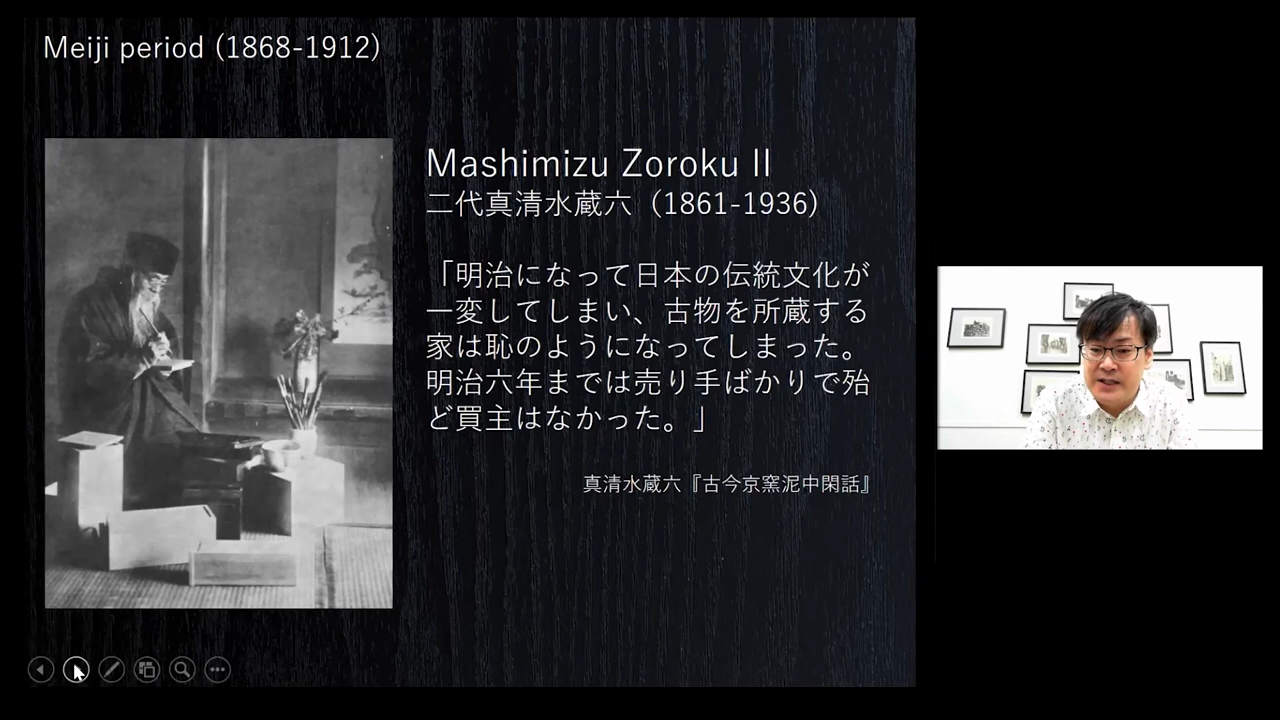 Meiji period (1868-1912)
Mashimizu Zoroku II
二代真清水蔵六（1861-1936）
「明治になって日本の伝統文化が
一変してしまい、古物を所蔵する
家は恥のようになってしまった。
明治六年までは売り手ばかりで殆
ど買主はなかった。」
真清水蔵六『古今京窯泥中閑話』